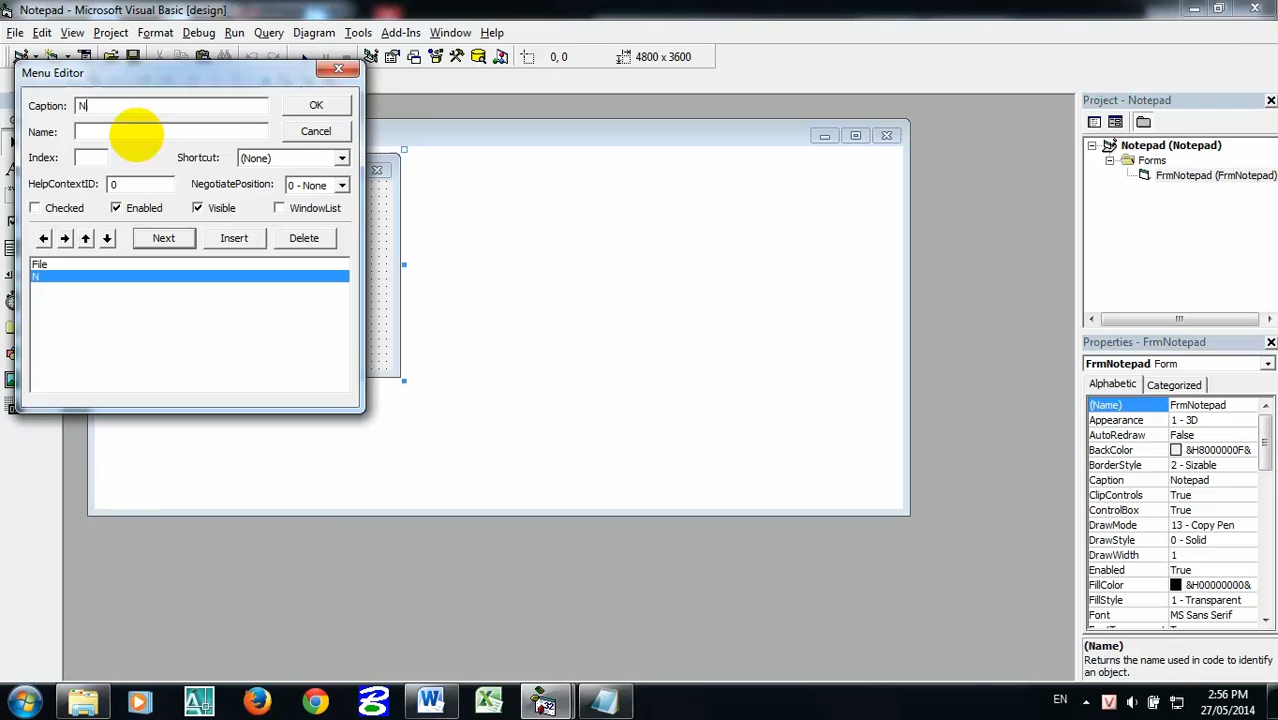 Notepad - Microsoft Visual Basic [design]
File Edit View Project Format Debug Run Query Diagram Tools Add-Ins Window Help
0, 0 4800 x 3600
Menu Editor
Caption: N OK
Name: Cancel
Index: Shortcut: (None)
HelpContextID: 0 NegotiatePosition: 0 - None
Checked Enabled Visible WindowList
Next Insert Delete
File
N
Project - Notepad
Notepad (Notepad)
Forms
FrmNotepad (FrmNotepad)
Properties - FrmNotepad
FrmNotepad Form
Alphabetic Categorized
(Name) FrmNotepad
Appearance 1 - 3D
AutoRedraw False
BackColor &H8000000F&
BorderStyle 2 - Sizable
Caption Notepad
ClipControls True
ControlBox True
DrawMode 13 - Copy Pen
DrawStyle 0 - Solid
DrawWidth 1
Enabled True
FillColor &H00000000&
FillStyle 1 - Transparent
Font MS Sans Serif
(Name)
Returns the name used in code to identify
an object.
EN 2:56 PM
27/05/2014